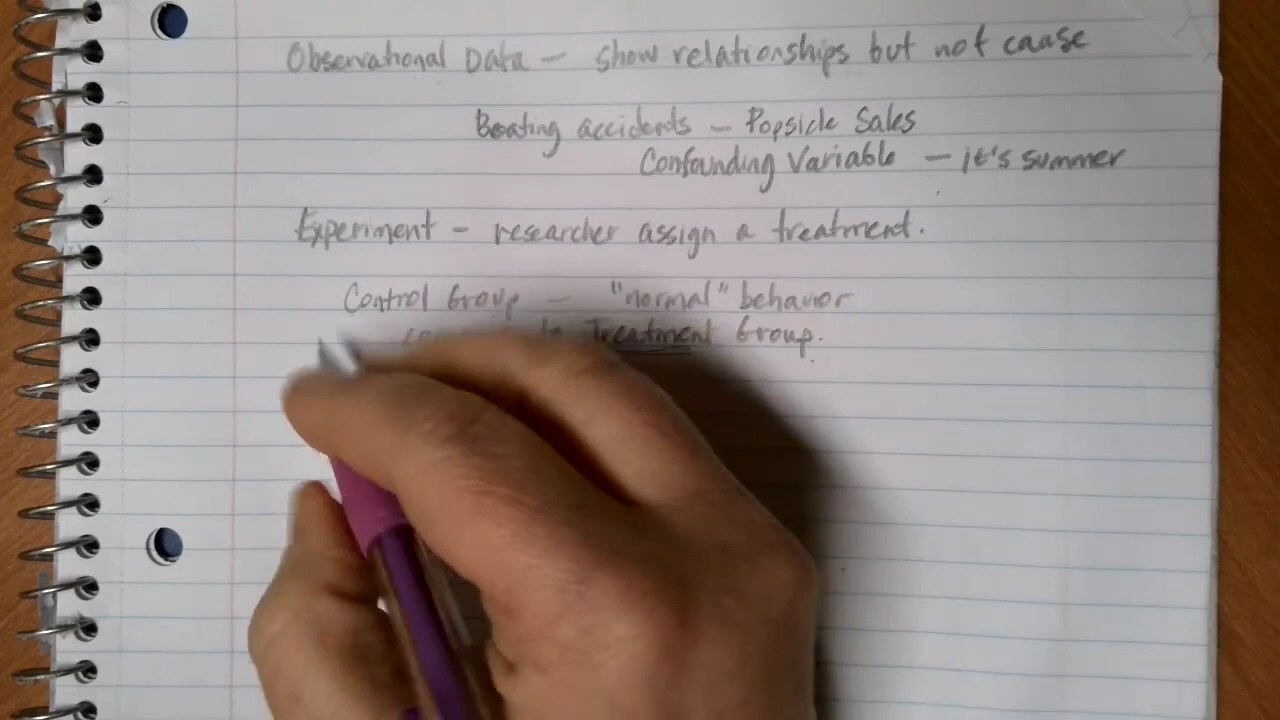 Observational Data — show relationships but not cause
Boating accidents — Popsicle Sales
Confounding Variable — it's summer
Experiment — researcher assign a treatment.
Control Group — "normal" behavior
Treatment Group.